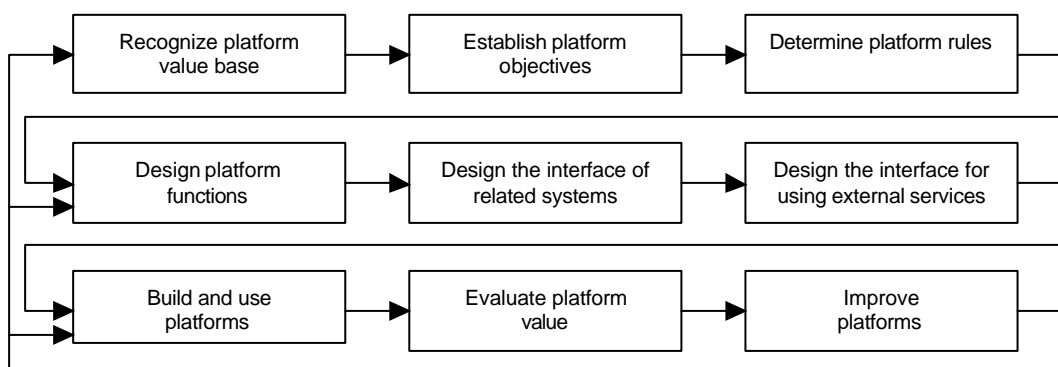 Recognize platform
value base
Establish platform
objectives
Determine platform rules
Design platform
functions
Design the interface of
related systems
Design the interface for
using external services
Build and use
platforms
Evaluate platform
value
Improve
platforms